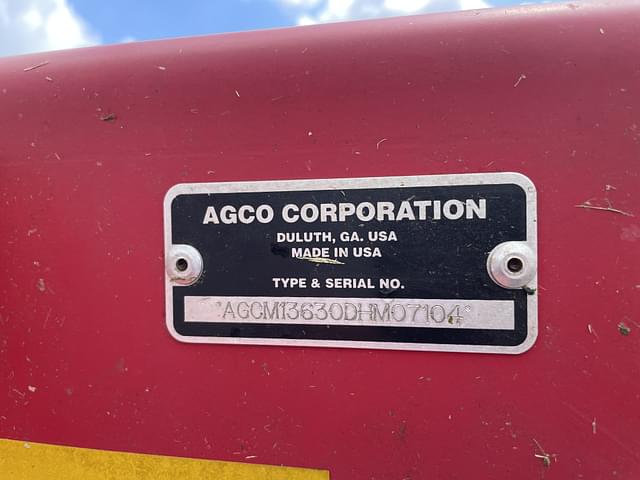 AGCO CORPORATION
DULUTH, GA. USA
MADE IN USA
TYPE & SERIAL NO.
*AGCM13630DHM07104*